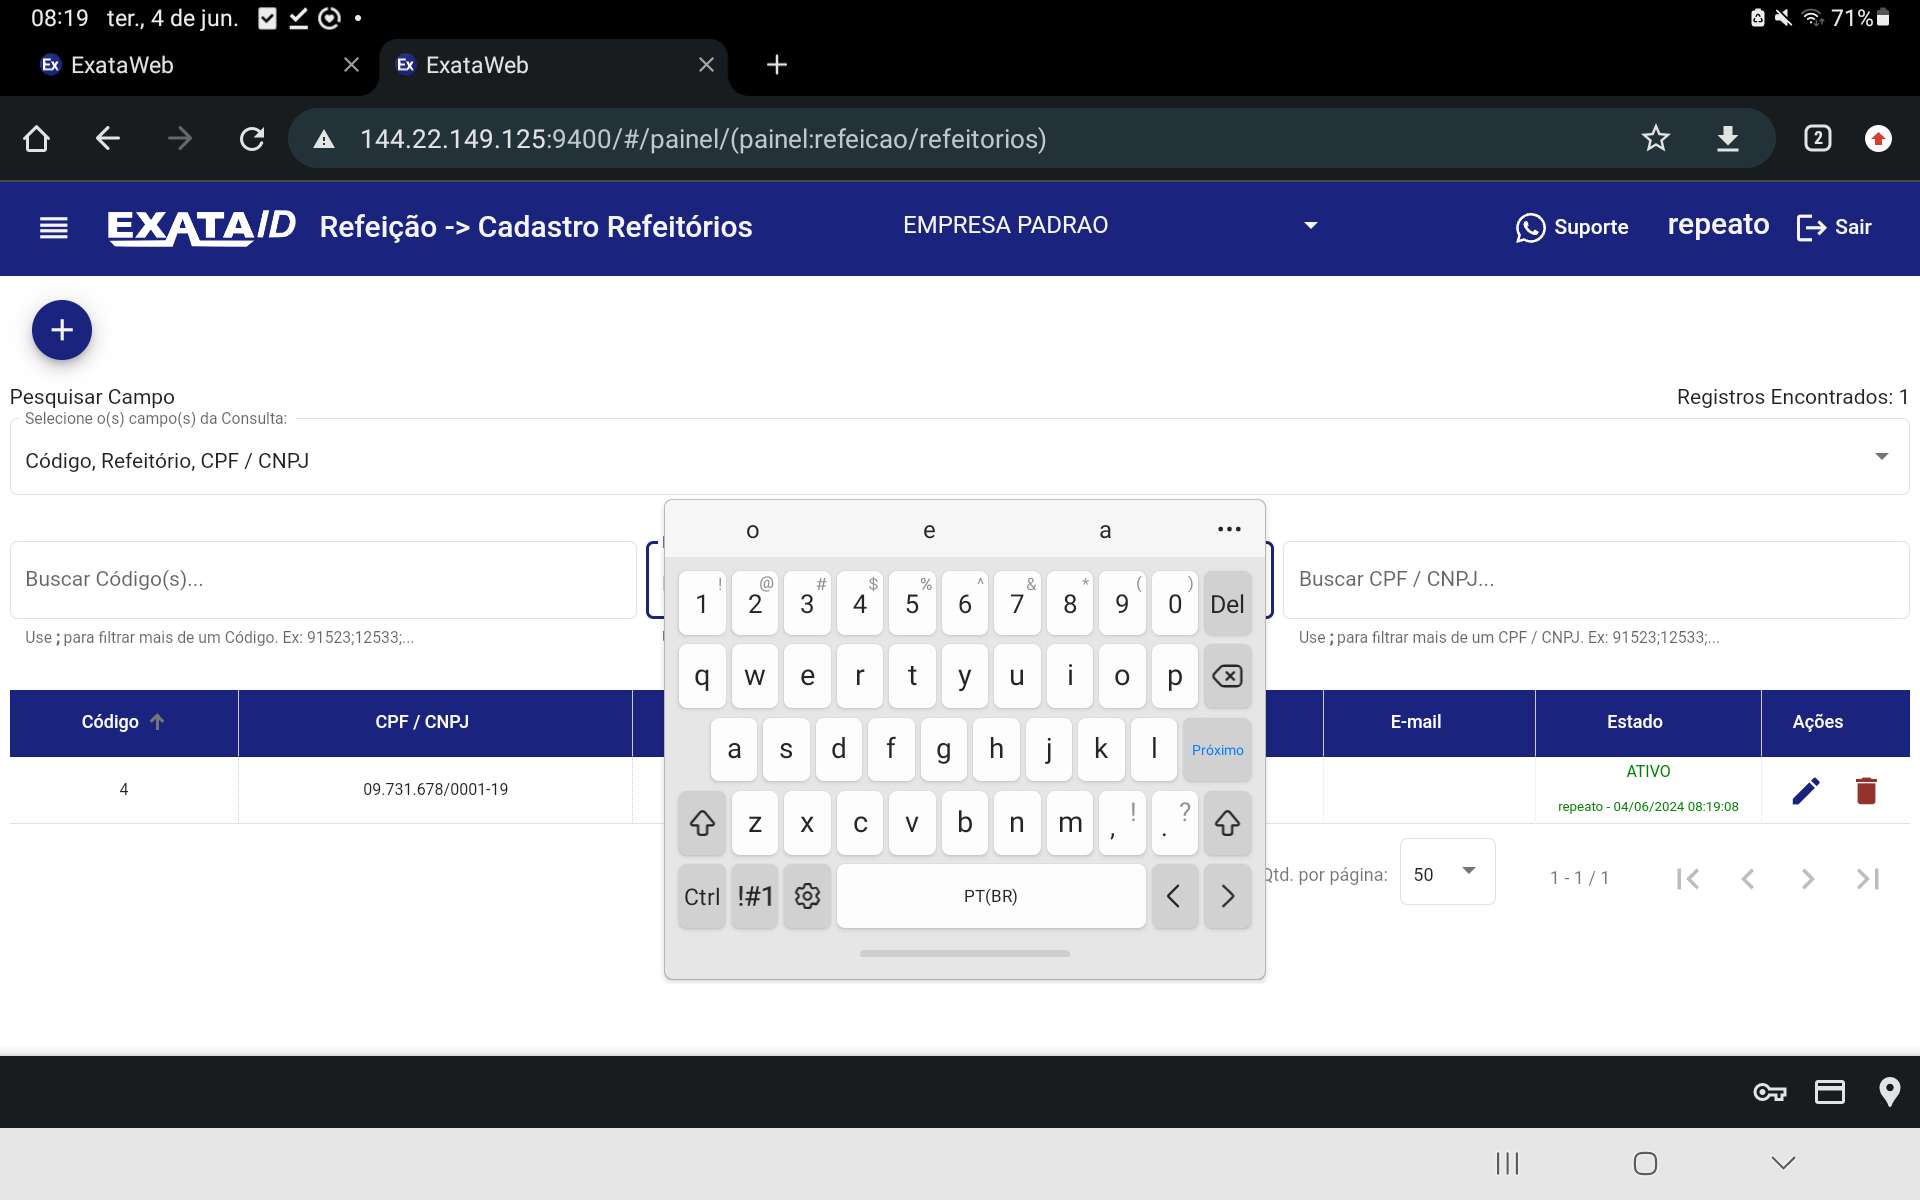 08:19 ter., 4 de jun. 71%
Ex ExataWeb Ex ExataWeb
144.22.149.125:9400/#/painel/(painel:refeicao/refeitorios) 2
EXATA/D Refeição -> Cadastro Refeitórios EMPRESA PADRAO Suporte repeato Sair
Pesquisar Campo Registros Encontrados: 1
Selecione o(s) campo(s) da Consulta:
Código, Refeitório, CPF / CNPJ
o e a
Buscar Código(s)... Buscar CPF / CNPJ...
Use ; para filtrar mais de um Código. Ex: 91523;12533;... Use ; para filtrar mais de um CPF / CNPJ. Ex: 91523;12533;...
! @ # $ % ^ & * ( )
1 2 3 4 5 6 7 8 9 0 Del
q w e r t y u i o p
a s d f g h j k l Próximo
z x c v b n m , ! . ?
Ctrl !#1 PT(BR) < >
Código CPF / CNPJ E-mail Estado Ações
4 09.731.678/0001-19 ATIVO
repeato - 04/06/2024 08:19:08
Qtd. por página: 50 1 - 1 / 1